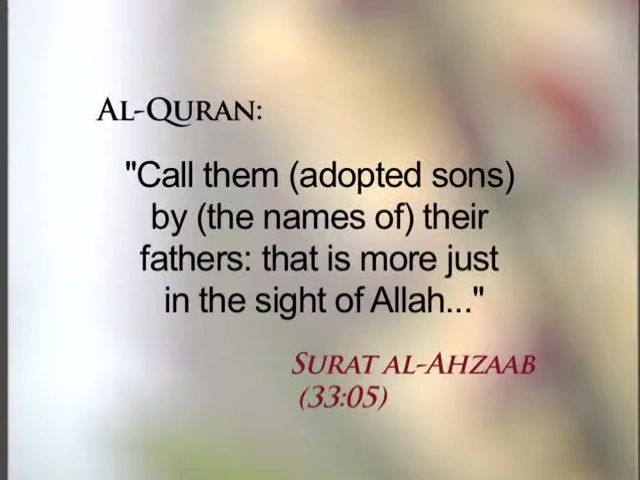 AL-QURAN:
"Call them (adopted sons)
by (the names of) their
fathers: that is more just
in the sight of Allah..."
SURAT AL-AHZAAB
(33:05)